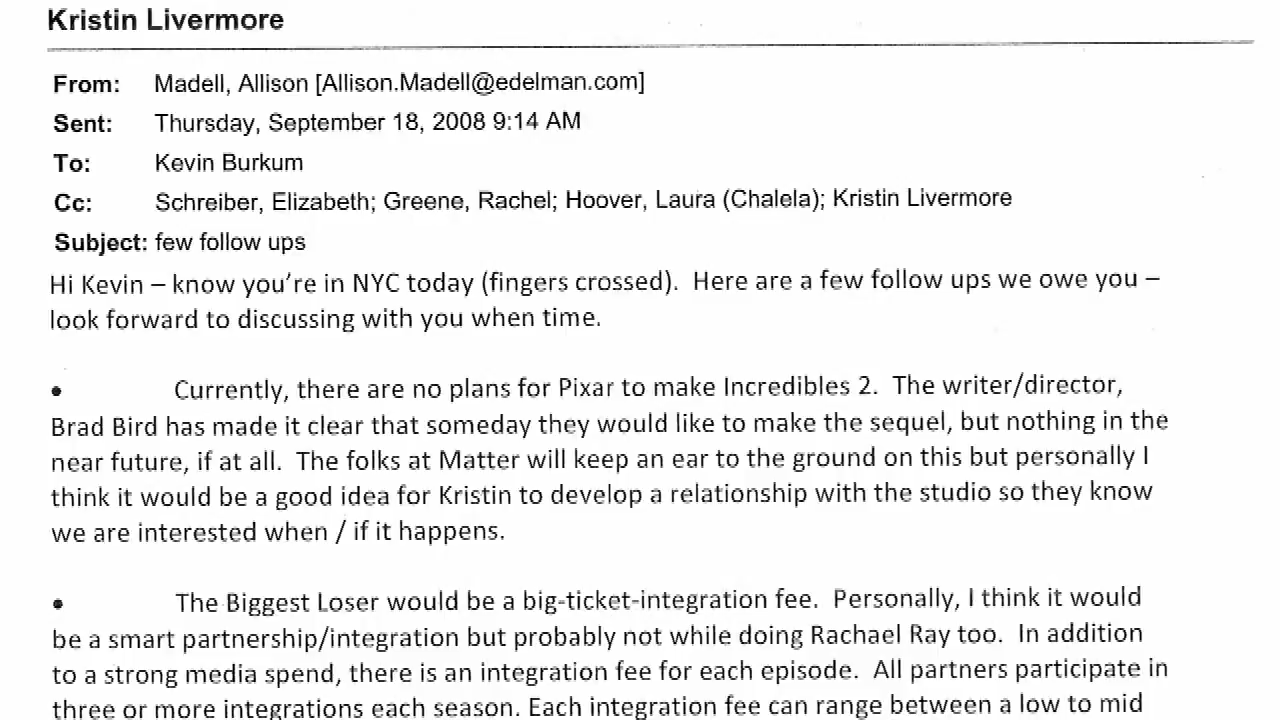 Kristin Livermore
From: Madell, Allison [Allison.Madell@edelman.com]
Sent: Thursday, September 18, 2008 9:14 AM
To: Kevin Burkum
Cc: Schreiber, Elizabeth; Greene, Rachel; Hoover, Laura (Chalela); Kristin Livermore
Subject: few follow ups
Hi Kevin – know you're in NYC today (fingers crossed).  Here are a few follow ups we owe you –
look forward to discussing with you when time.
• Currently, there are no plans for Pixar to make Incredibles 2.  The writer/director,
Brad Bird has made it clear that someday they would like to make the sequel, but nothing in the
near future, if at all.  The folks at Matter will keep an ear to the ground on this but personally I
think it would be a good idea for Kristin to develop a relationship with the studio so they know
we are interested when / if it happens.
• The Biggest Loser would be a big-ticket-integration fee.  Personally, I think it would
be a smart partnership/integration but probably not while doing Rachael Ray too.  In addition
to a strong media spend, there is an integration fee for each episode.  All partners participate in
three or more integrations each season. Each integration fee can range between a low to mid